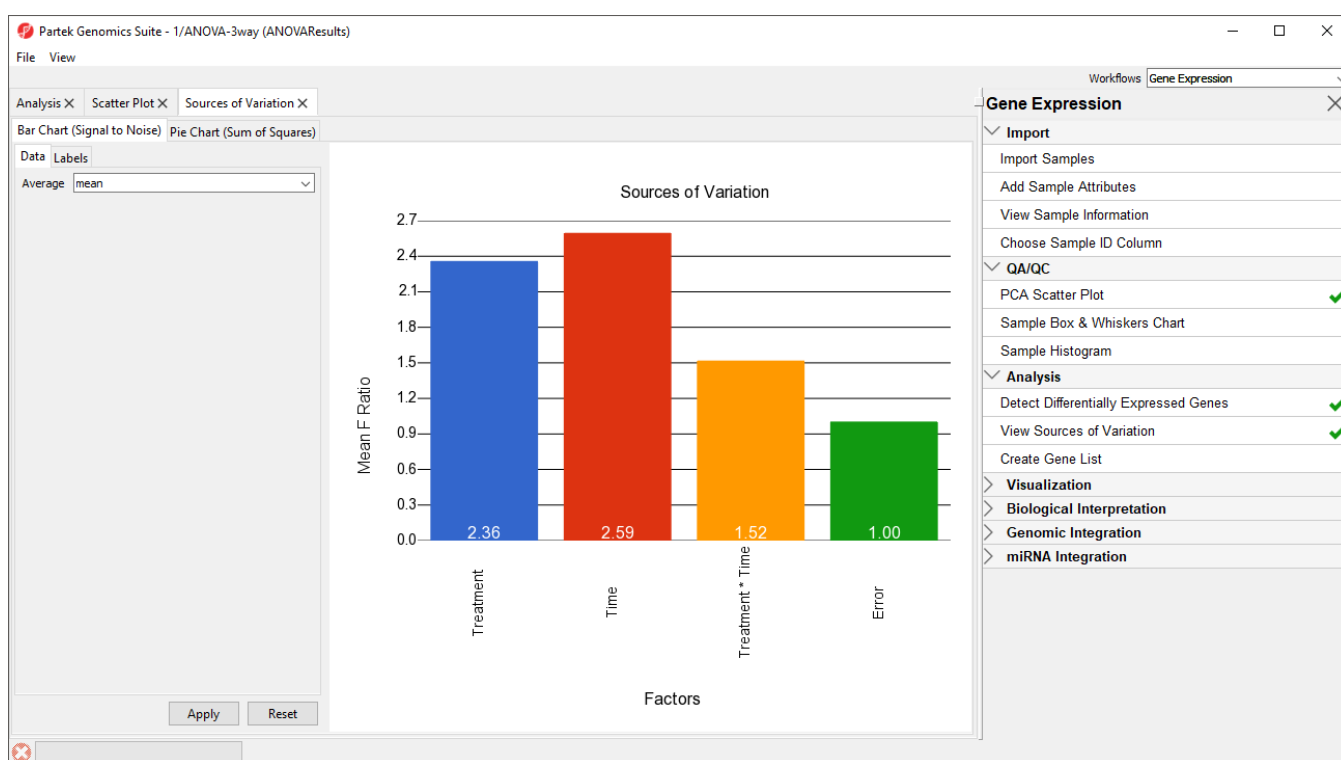 Partek Genomics Suite - 1/ANOVA-3way (ANOVAResults)
File View
Workflows Gene Expression
Analysis Scatter Plot Sources of Variation
Bar Chart (Signal to Noise) Pie Chart (Sum of Squares)
Data Labels
Average mean
Apply Reset
Sources of Variation
Mean F Ratio
2.7
2.4
2.1
1.8
1.5
1.2
0.9
0.6
0.3
0.0
2.36 2.59 1.52 1.00
Treatment
Time
Treatment * Time
Error
Factors
Gene Expression
Import
Import Samples
Add Sample Attributes
View Sample Information
Choose Sample ID Column
QA/QC
PCA Scatter Plot
Sample Box & Whiskers Chart
Sample Histogram
Analysis
Detect Differentially Expressed Genes
View Sources of Variation
Create Gene List
Visualization
Biological Interpretation
Genomic Integration
miRNA Integration